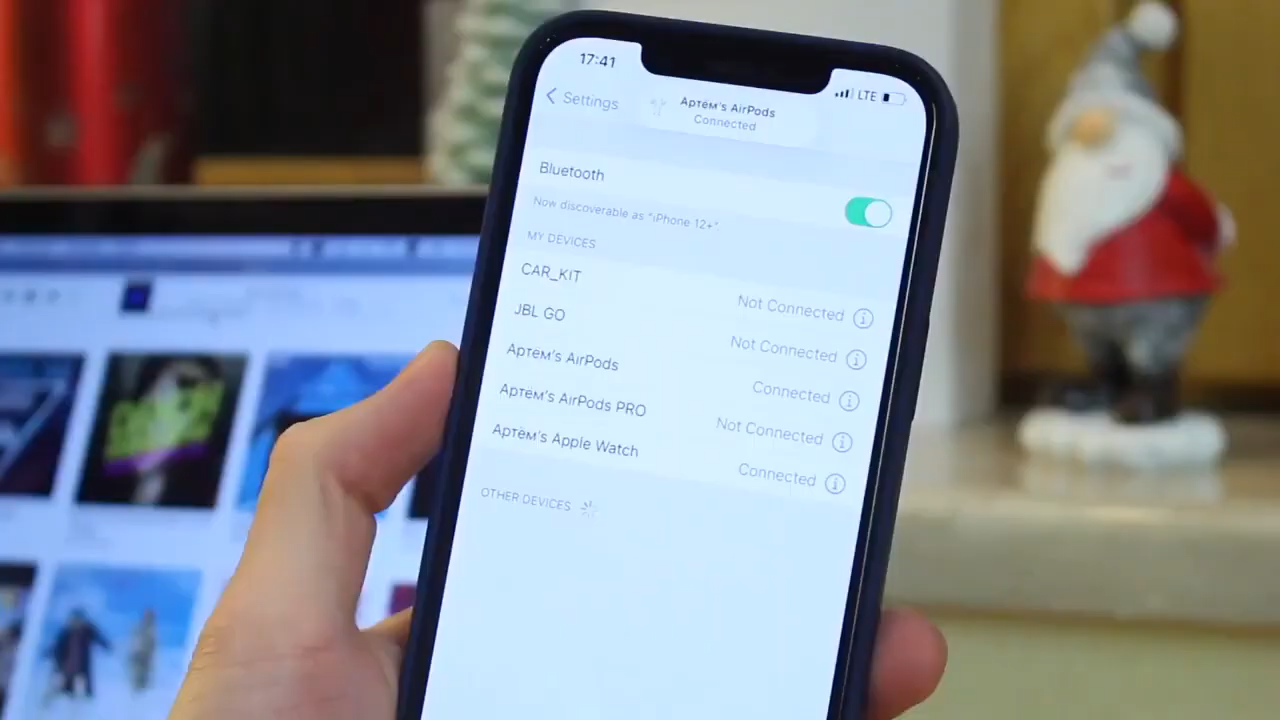 17:41
LTE
Settings
Артём's AirPods
Connected
Bluetooth
Now discoverable as "iPhone 12+"
MY DEVICES
CAR_KIT
Not Connected
JBL GO
Not Connected
Артём's AirPods
Connected
Артём's AirPods PRO
Not Connected
Артём's Apple Watch
Connected
OTHER DEVICES